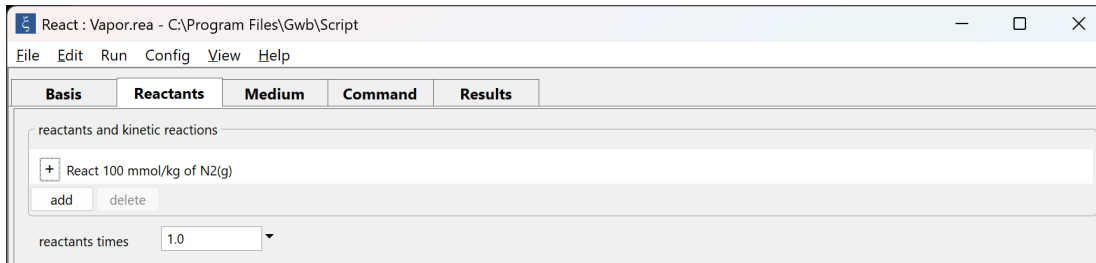 React : Vapor.rea - C:\Program Files\Gwb\Script
File Edit Run Config View Help
Basis Reactants Medium Command Results
reactants and kinetic reactions
+ React 100 mmol/kg of N2(g)
add delete
reactants times 1.0